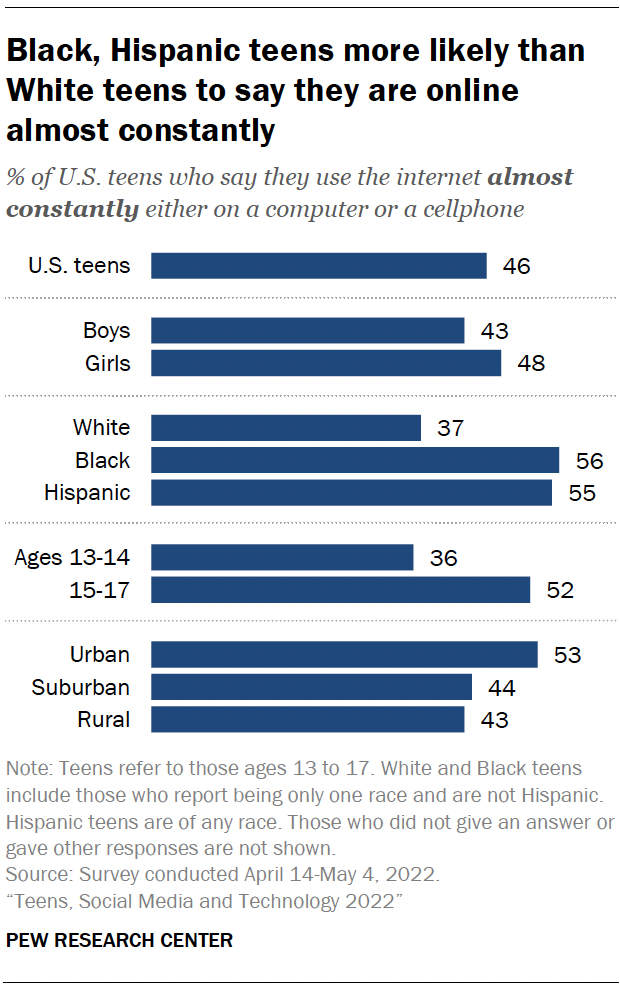 Black, Hispanic teens more likely than
White teens to say they are online
almost constantly
% of U.S. teens who say they use the internet almost
constantly either on a computer or a cellphone
U.S. teens 46
Boys 43
Girls 48
White 37
Black 56
Hispanic 55
Ages 13-14 36
15-17 52
Urban 53
Suburban 44
Rural 43
Note: Teens refer to those ages 13 to 17. White and Black teens
include those who report being only one race and are not Hispanic.
Hispanic teens are of any race. Those who did not give an answer or
gave other responses are not shown.
Source: Survey conducted April 14-May 4, 2022.
“Teens, Social Media and Technology 2022”
PEW RESEARCH CENTER